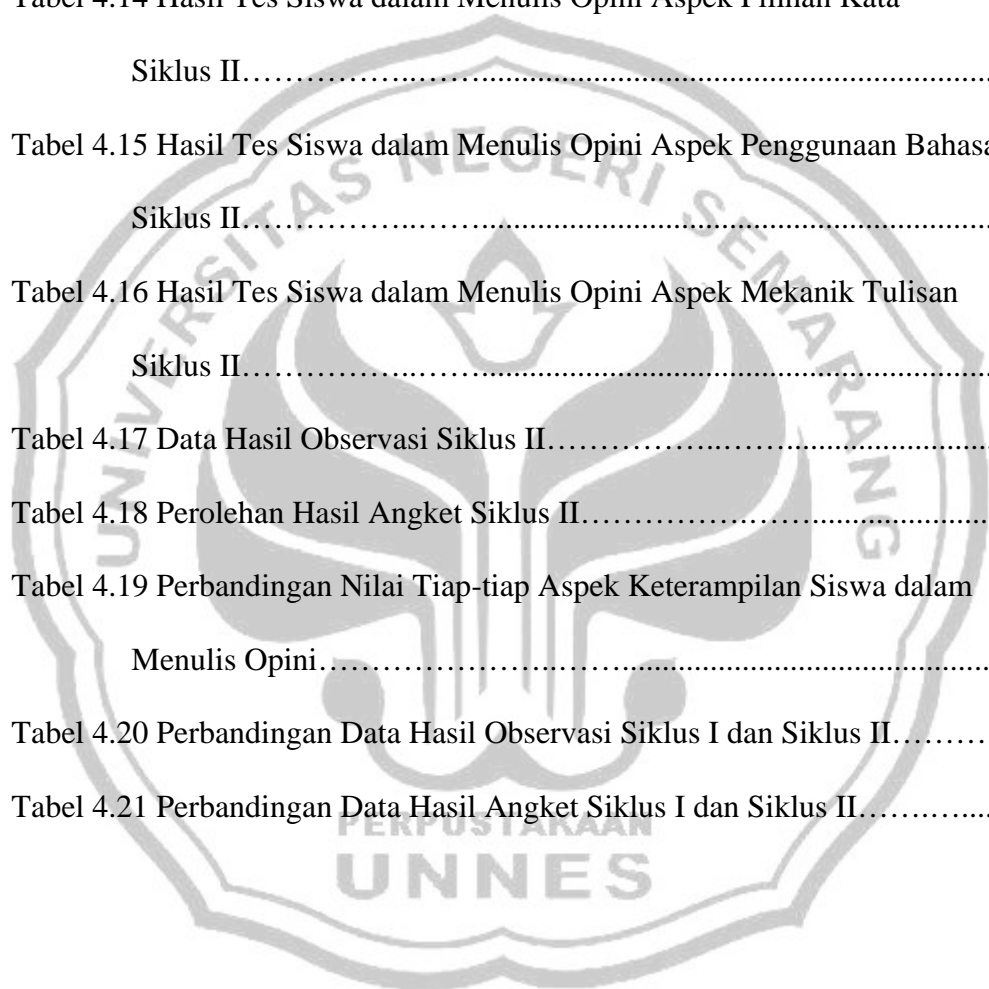 Tabel 4.14 Hasil Tes Siswa dalam Menulis Opini Aspek Pilihan Kata
Siklus II……………..……..............................................................
Tabel 4.15 Hasil Tes Siswa dalam Menulis Opini Aspek Penggunaan Bahasa
Siklus II……………..……..............................................................
Tabel 4.16 Hasil Tes Siswa dalam Menulis Opini Aspek Mekanik Tulisan
Siklus II……………..……..............................................................
Tabel 4.17 Data Hasil Observasi Siklus II……………..……........................
Tabel 4.18 Perolehan Hasil Angket Siklus II…………………......................
Tabel 4.19 Perbandingan Nilai Tiap-tiap Aspek Keterampilan Siswa dalam
Menulis Opini…………………..……............................................
Tabel 4.20 Perbandingan Data Hasil Observasi Siklus I dan Siklus II………
Tabel 4.21 Perbandingan Data Hasil Angket Siklus I dan Siklus II…….…....
UNIVERSITAS NEGERI SEMARANG
PERPUSTAKAAN
UNNES